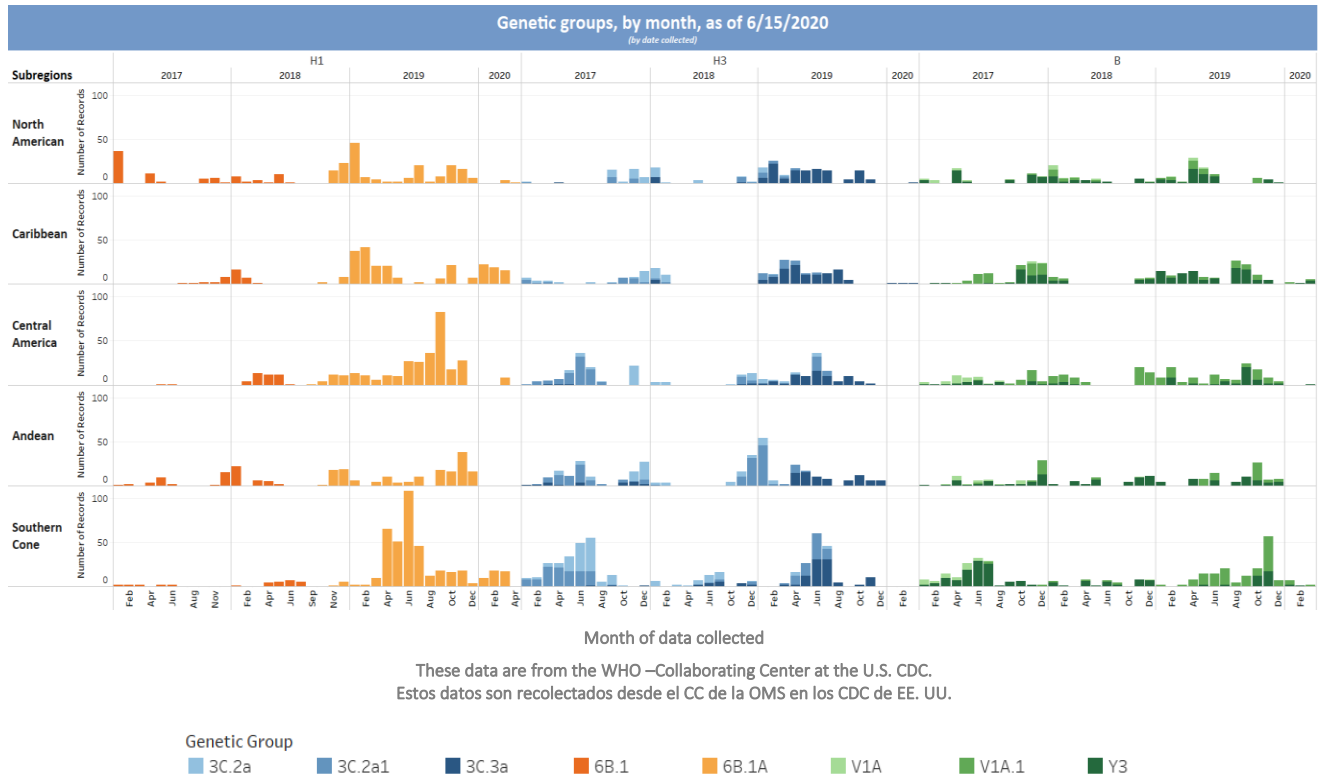 Genetic groups, by month, as of 6/15/2020
(by date collected)
H1 H3 B
Subregions 2017 2018 2019 2020 2017 2018 2019 2020 2017 2018 2019 2020
North American
Number of Records
100
50
0
Caribbean
Number of Records
100
50
0
Central America
Number of Records
100
50
0
Andean
Number of Records
100
50
0
Southern Cone
Number of Records
100
50
0
Feb Apr Jun Aug Nov Feb Apr Jun Sep Nov Feb Apr Jun Aug Oct Dec Feb Apr Feb Apr Jun Aug Oct Dec Feb Apr Jun Aug Oct Dec Feb Apr Jun Aug Oct Dec Feb Feb Apr Jun Aug Oct Dec Feb Apr Jun Aug Oct Dec Feb Apr Jun Aug Oct Dec Feb
Month of data collected
These data are from the WHO –Collaborating Center at the U.S. CDC.
Estos datos son recolectados desde el CC de la OMS en los CDC de EE. UU.
Genetic Group
3C.2a 3C.2a1 3C.3a 6B.1 6B.1A V1A V1A.1 Y3